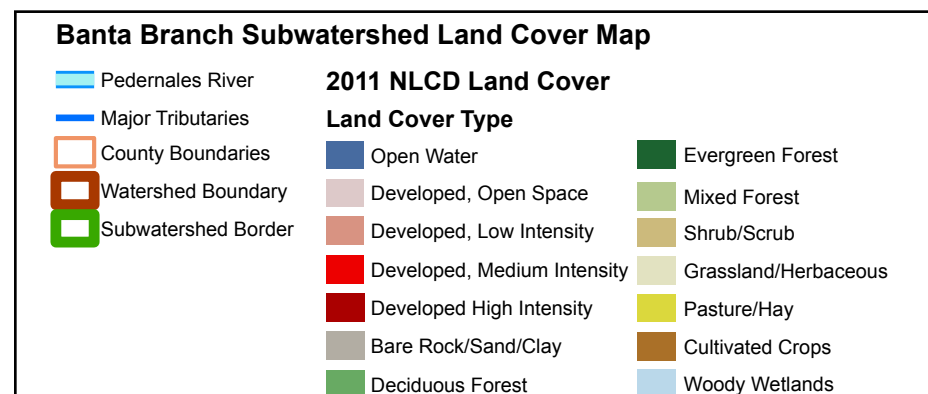 Banta Branch Subwatershed Land Cover Map
Pedernales River
Major Tributaries
County Boundaries
Watershed Boundary
Subwatershed Border
2011 NLCD Land Cover
Land Cover Type
Open Water
Developed, Open Space
Developed, Low Intensity
Developed, Medium Intensity
Developed High Intensity
Bare Rock/Sand/Clay
Deciduous Forest
Evergreen Forest
Mixed Forest
Shrub/Scrub
Grassland/Herbaceous
Pasture/Hay
Cultivated Crops
Woody Wetlands